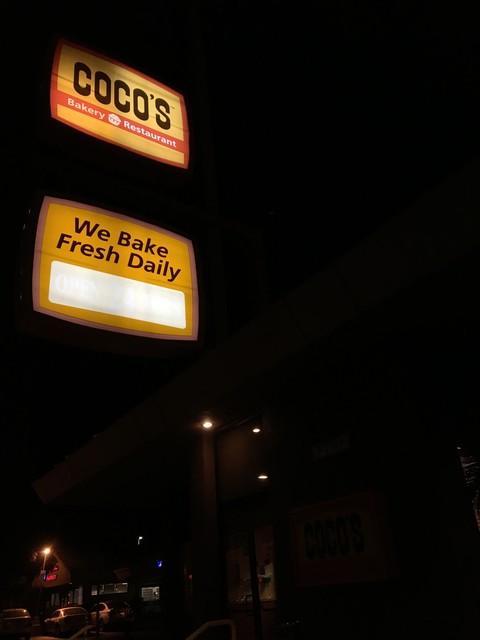 COCO'S
Bakery Restaurant
We Bake
Fresh Daily
COCO'S